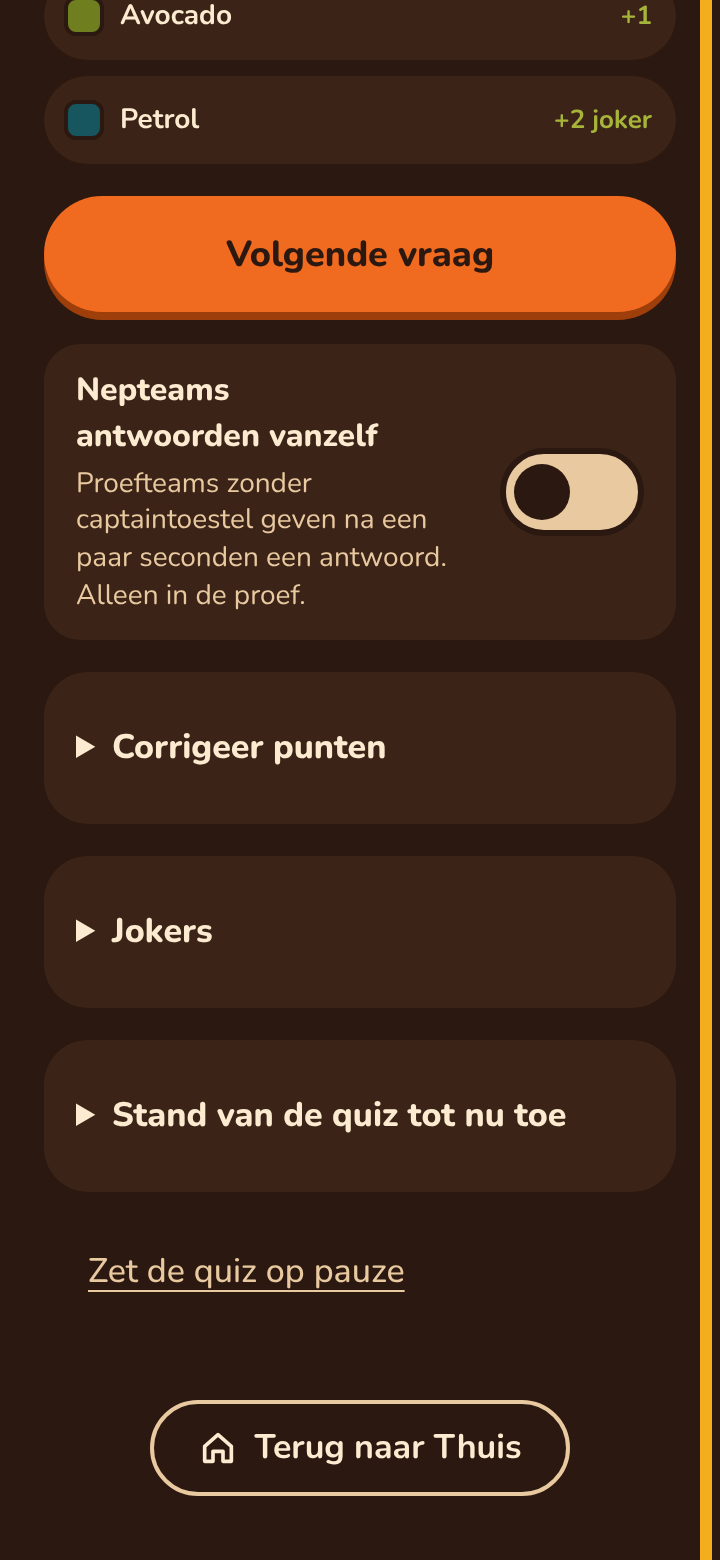 Avocado +1
Petrol +2 joker
Volgende vraag
Nepteams
antwoorden vanzelf
Proefteams zonder
captaintoestel geven na een
paar seconden een antwoord.
Alleen in de proef.
Corrigeer punten
Jokers
Stand van de quiz tot nu toe
Zet de quiz op pauze
Terug naar Thuis